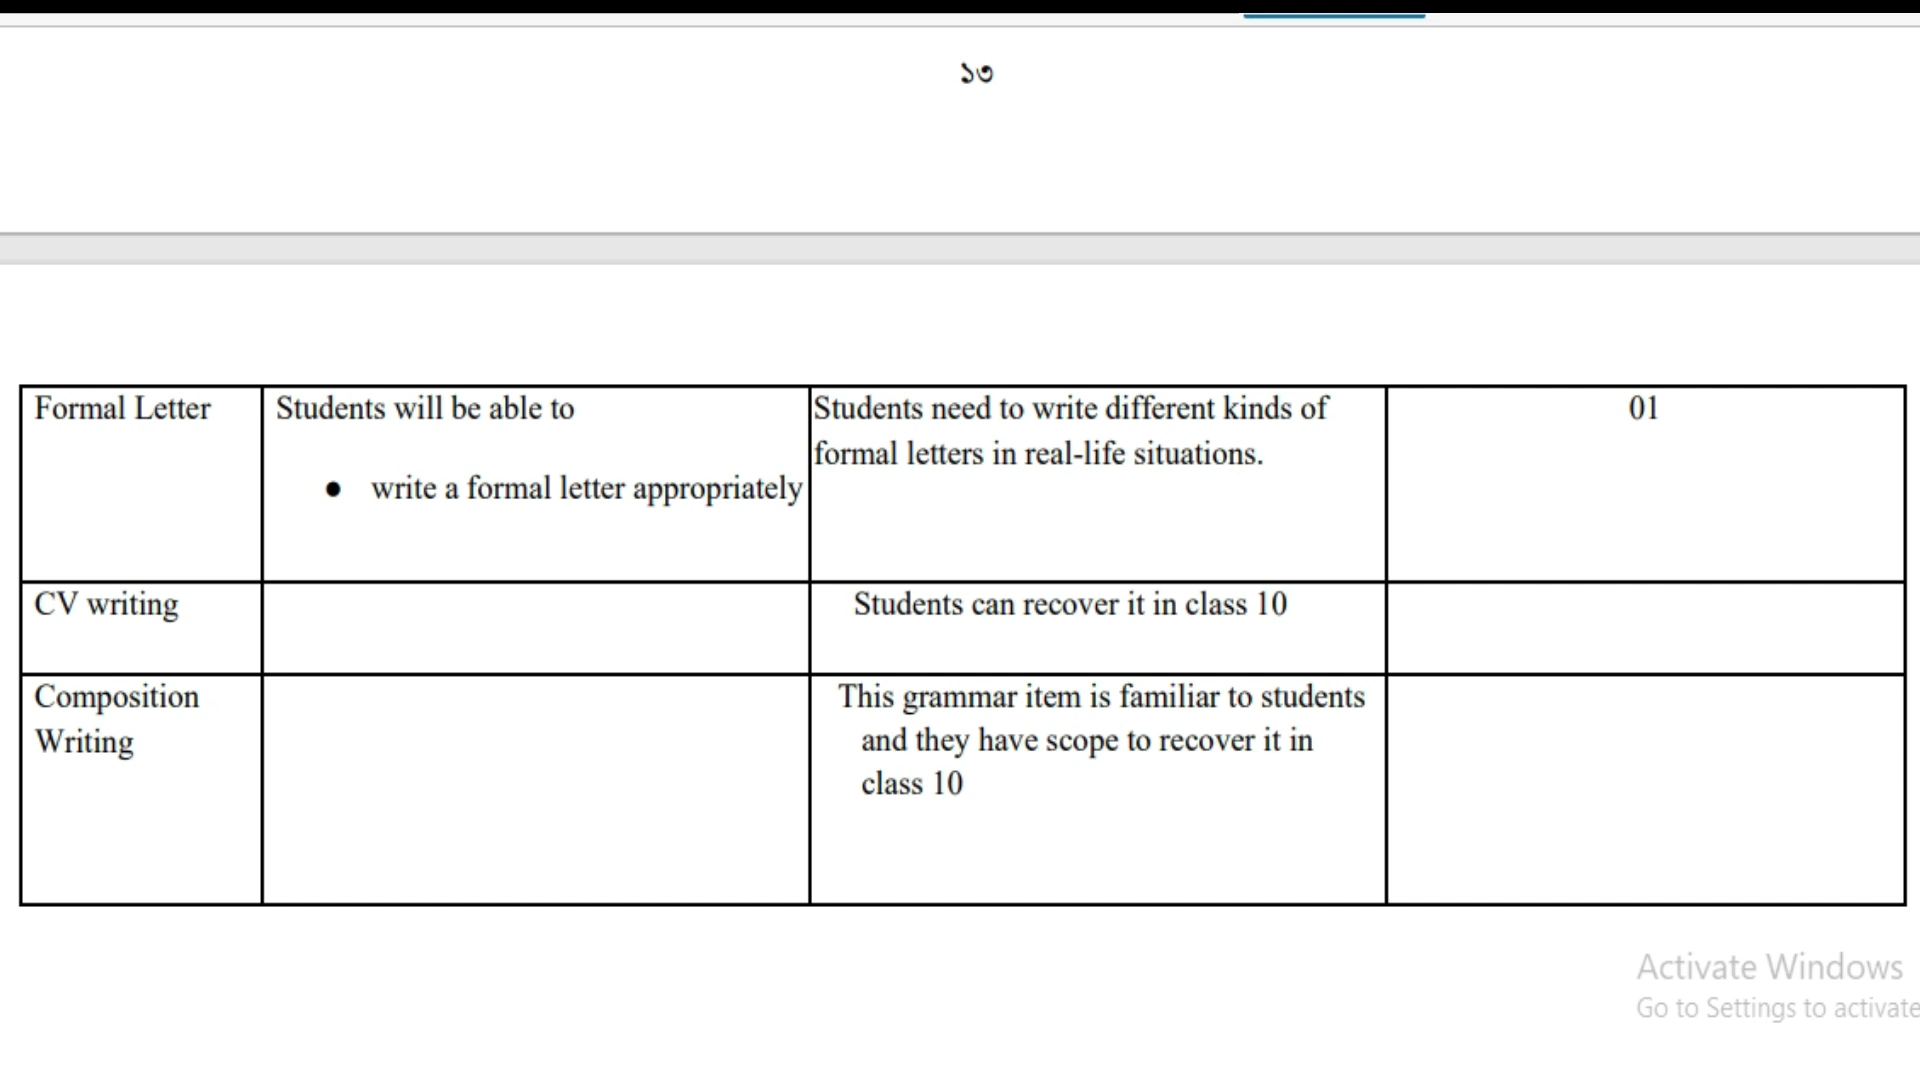 ১৩
Formal Letter
Students will be able to
● write a formal letter appropriately
Students need to write different kinds of
formal letters in real-life situations.
01
CV writing
Students can recover it in class 10
Composition
Writing
This grammar item is familiar to students
and they have scope to recover it in
class 10
Activate Windows
Go to Settings to activate